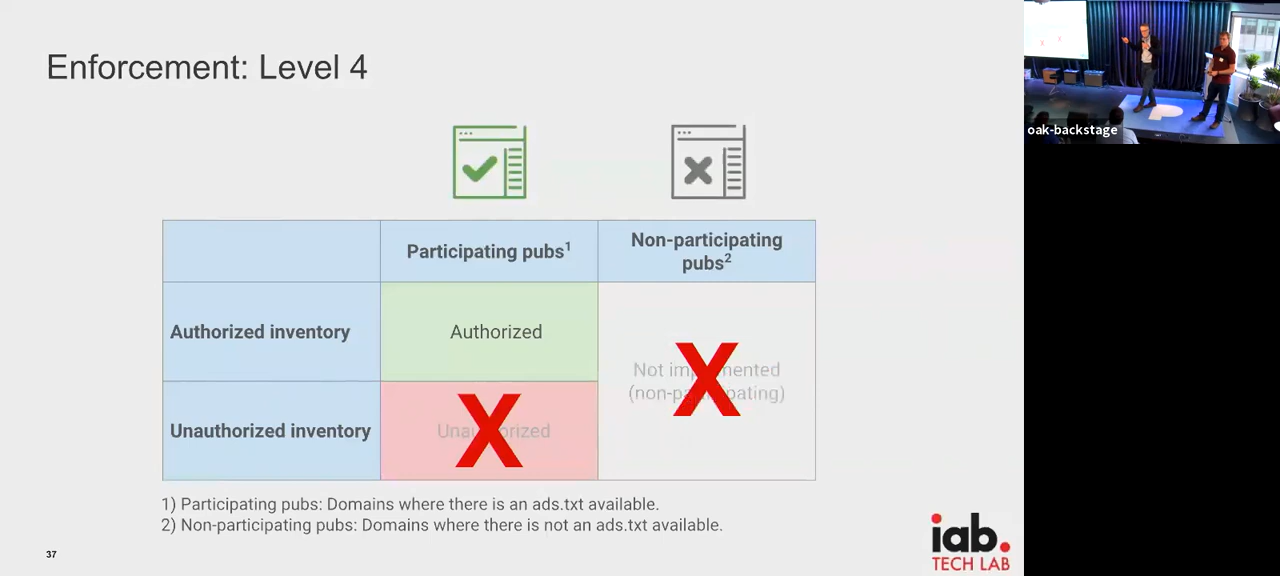 Enforcement: Level 4
oak-backstage
Participating pubs1
Non-participating
pubs2
Authorized inventory
Authorized
Not implemented
(non-participating)
Unauthorized inventory
Unauthorized
1) Participating pubs: Domains where there is an ads.txt available.
2) Non-participating pubs: Domains where there is not an ads.txt available.
37
iab.
TECH LAB